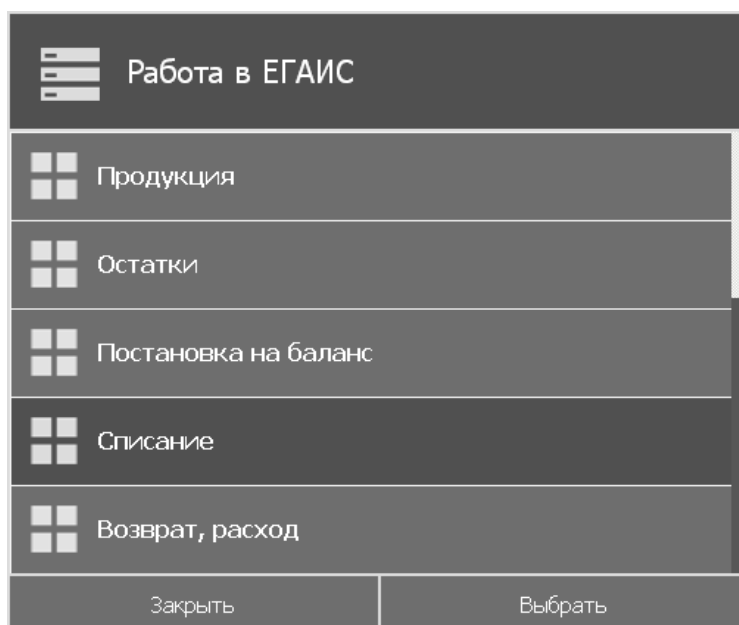 Работа в ЕГАИС
Продукция
Остатки
Постановка на баланс
Списание
Возврат, расход
Закрыть
Выбрать